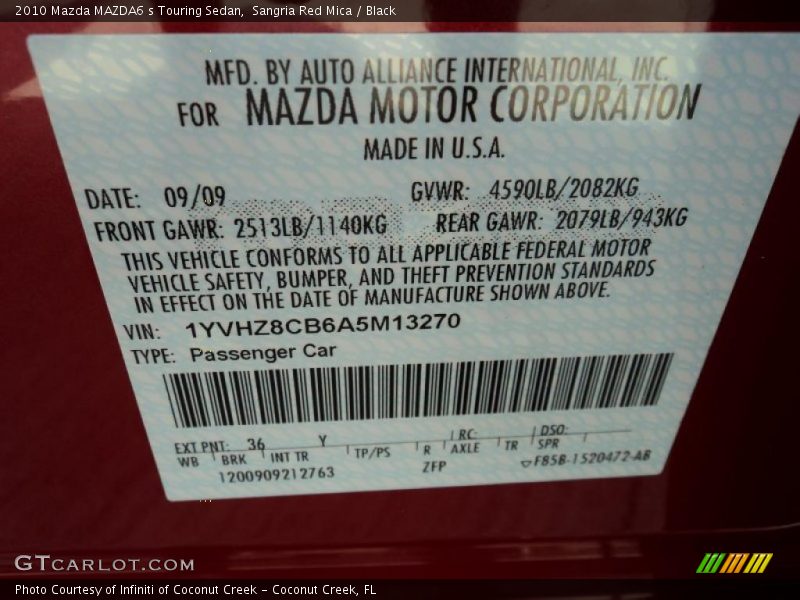 2010 Mazda MAZDA6 s Touring Sedan, Sangria Red Mica / Black
MFD. BY AUTO ALLIANCE INTERNATIONAL, INC.
FOR MAZDA MOTOR CORPORATION
MADE IN U.S.A.
DATE: 09/09 GVWR: 4590LB/2082KG
FRONT GAWR: 2513LB/1140KG REAR GAWR: 2079LB/943KG
THIS VEHICLE CONFORMS TO ALL APPLICABLE FEDERAL MOTOR
VEHICLE SAFETY, BUMPER, AND THEFT PREVENTION STANDARDS
IN EFFECT ON THE DATE OF MANUFACTURE SHOWN ABOVE.
VIN: 1YVHZ8CB6A5M13270
TYPE: Passenger Car
EXT PNT: 36 Y RC: DSO:
WB BRK INT TR TP/PS R AXLE TR SPR
1200909212763 ZFP F85B-1520472-AB
GTCARLOT.COM
Photo Courtesy of Infiniti of Coconut Creek – Coconut Creek, FL